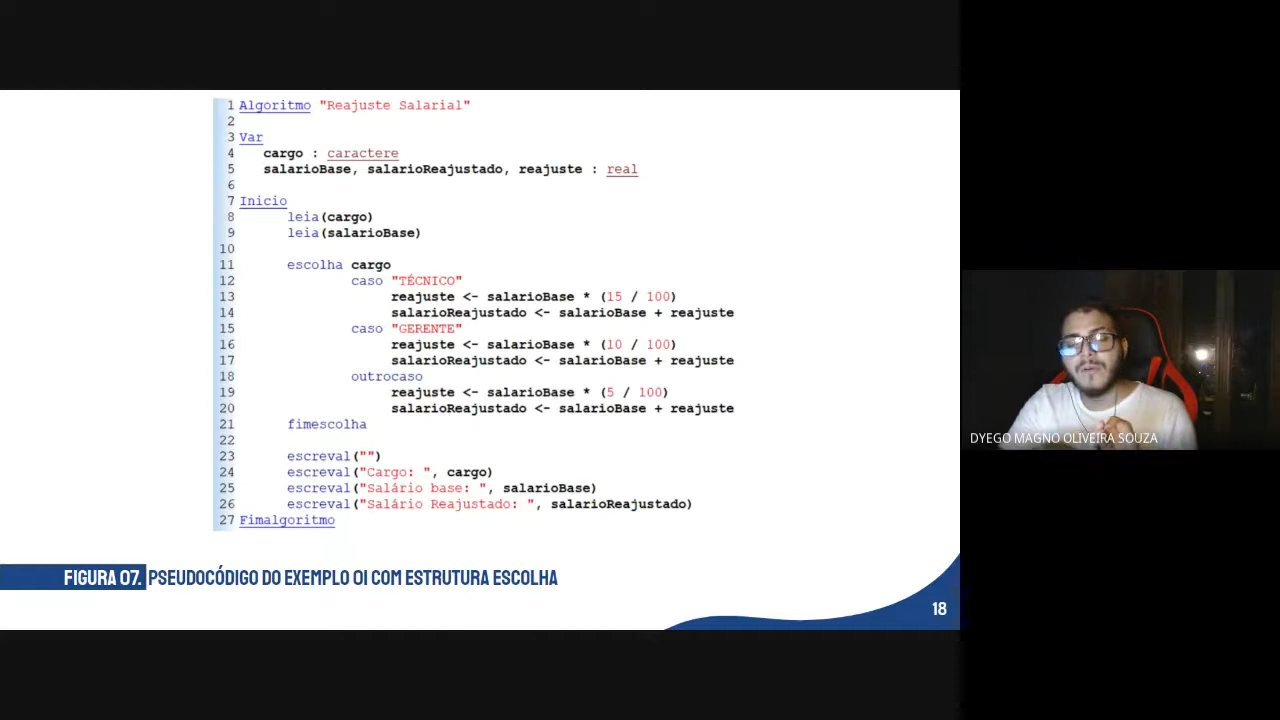 1 Algoritmo "Reajuste Salarial"
2
3 Var
4 cargo : caractere
5 salarioBase, salarioReajustado, reajuste : real
6
7 Inicio
8 leia(cargo)
9 leia(salarioBase)
10
11 escolha cargo
12 caso "TÉCNICO"
13 reajuste <- salarioBase * (15 / 100)
14 salarioReajustado <- salarioBase + reajuste
15 caso "GERENTE"
16 reajuste <- salarioBase * (10 / 100)
17 salarioReajustado <- salarioBase + reajuste
18 outrocaso
19 reajuste <- salarioBase * (5 / 100)
20 salarioReajustado <- salarioBase + reajuste
21 fimescolha
22
23 escreval("")
24 escreval("Cargo: ", cargo)
25 escreval("Salário base: ", salarioBase)
26 escreval("Salário Reajustado: ", salarioReajustado)
27 Fimalgoritmo
FIGURA 07. PSEUDOCÓDIGO DO EXEMPLO 01 COM ESTRUTURA ESCOLHA
18
DYEGO MAGNO OLIVEIRA SOUZA